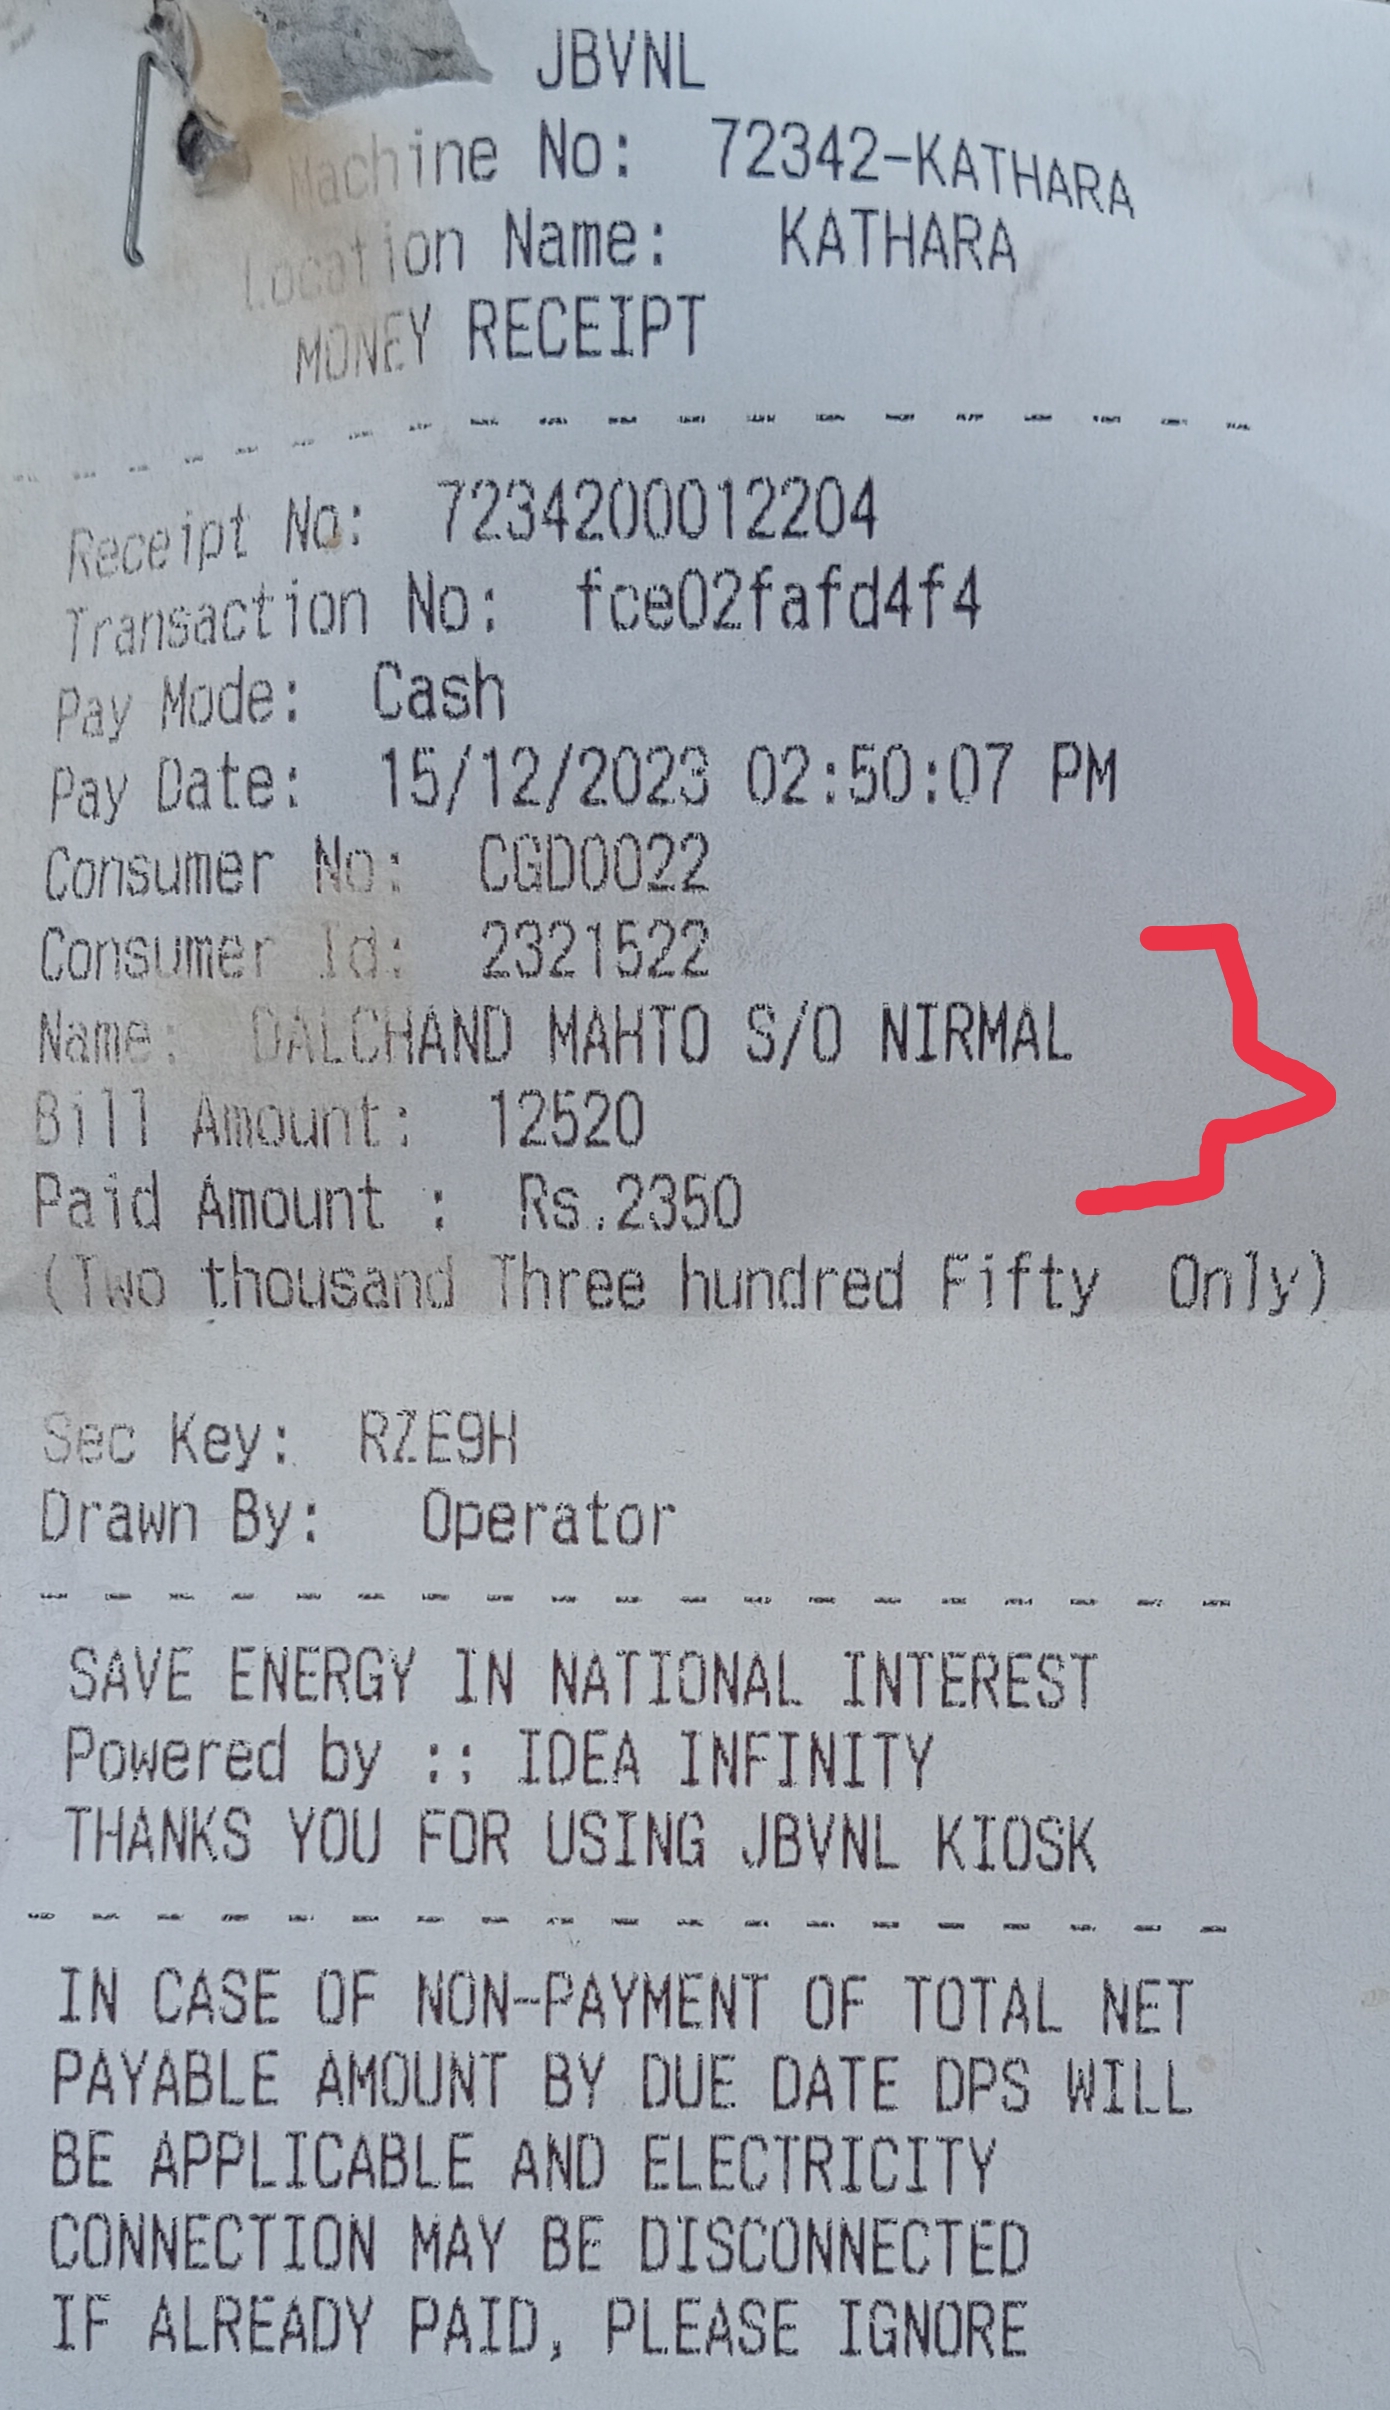 JBVNL
Machine No: 72342-KATHARA
Location Name: KATHARA
MONEY RECEIPT
Receipt No: 7234200012204
Transaction No: fce02fafd4f4
Pay Mode: Cash
Pay Date: 15/12/2023 02:50:07 PM
Consumer No: CGD0022
Consumer Id: 2321522
Name: DALCHAND MAHTO S/O NIRMAL
Bill Amount: 12520
Paid Amount : Rs.2350
(Two thousand Three hundred Fifty Only)
Sec Key: RZE9H
Drawn By: Operator
SAVE ENERGY IN NATIONAL INTEREST
Powered by :: IDEA INFINITY
THANKS YOU FOR USING JBVNL KIOSK
IN CASE OF NON-PAYMENT OF TOTAL NET
PAYABLE AMOUNT BY DUE DATE DPS WILL
BE APPLICABLE AND ELECTRICITY
CONNECTION MAY BE DISCONNECTED
IF ALREADY PAID, PLEASE IGNORE